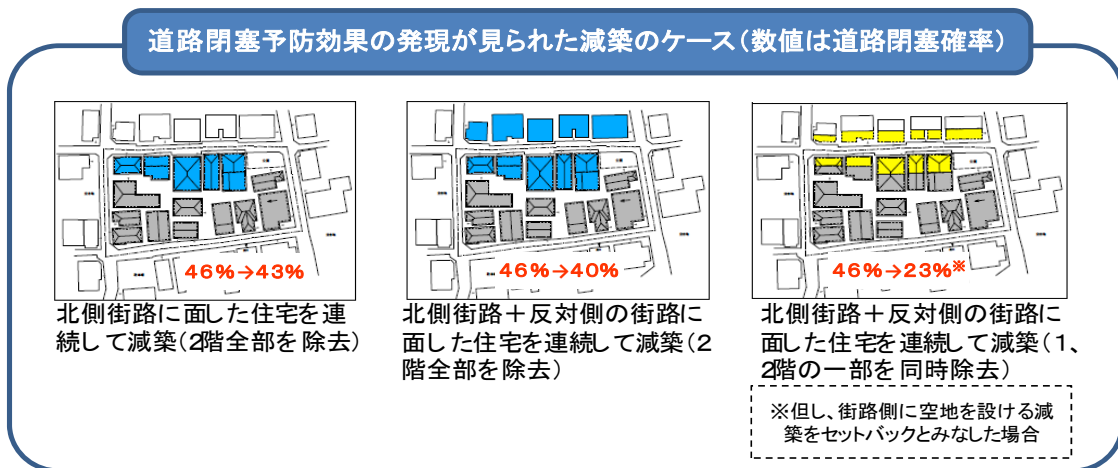 道路閉塞予防効果の発現が見られた減築のケース(数値は道路閉塞確率)
46%→43%
北側街路に面した住宅を連
続して減築(2階全部を除去)
46%→40%
北側街路+反対側の街路に
面した住宅を連続して減築(2
階全部を除去)
46%→23%※
北側街路+反対側の街路に
面した住宅を連続して減築(1、
2階の一部を同時除去)
※但し、街路側に空地を設ける減
築をセットバックとみなした場合